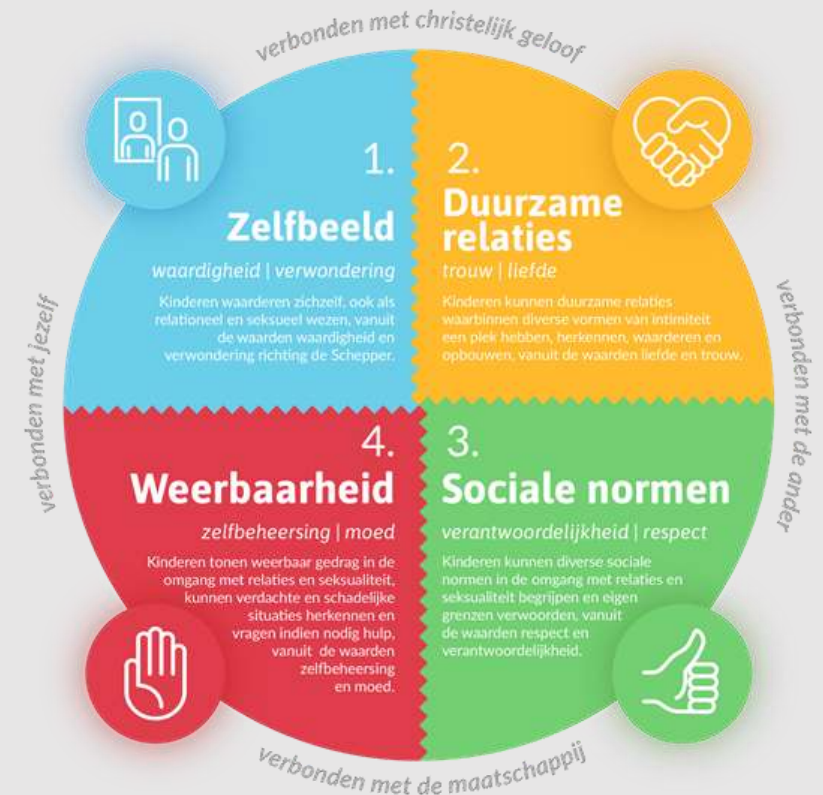 verbonden met christelijk geloof
1.
Zelfbeeld
waardigheid | verwondering
Kinderen waarderen zichzelf, ook als
relationeel en seksueel wezen, vanuit
de waarden waardigheid en
verwondering richting de Schepper.
2.
Duurzame
relaties
trouw | liefde
Kinderen kunnen duurzame relaties
waarbinnen diverse vormen van intimiteit
een plek hebben, herkennen, waarderen en
opbouwen, vanuit de waarden liefde en trouw.
verbonden met jezelf
verbonden met de ander
4.
Weerbaarheid
zelfbeheersing | moed
Kinderen tonen weerbaar gedrag in de
omgang met relaties en seksualiteit,
kunnen verdachte en schadelijke
situaties herkennen en
vragen indien nodig hulp,
vanuit de waarden
zelfbeheersing
en moed.
3.
Sociale normen
verantwoordelijkheid | respect
Kinderen kunnen diverse sociale
normen in de omgang met relaties en
seksualiteit begrijpen en eigen
grenzen verwoorden, vanuit
de waarden respect en
verantwoordelijkheid.
verbonden met de maatschappij